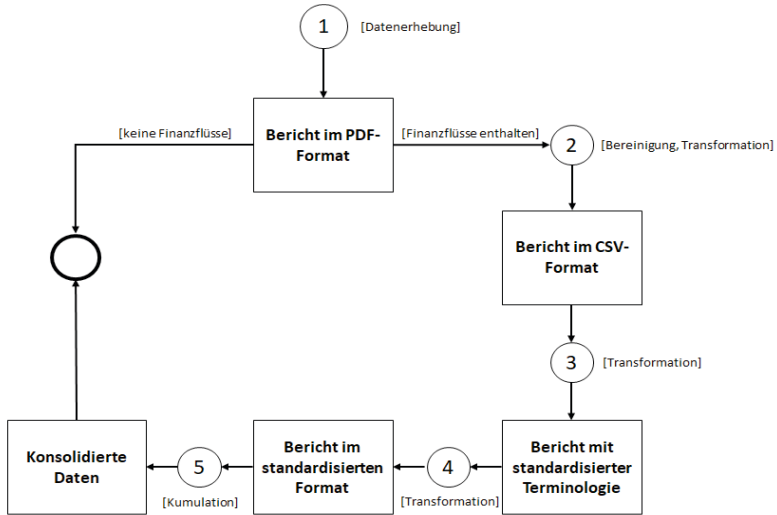 1
[Datenerhebung]
[keine Finanzflüsse]
Bericht im PDF-
Format
[Finanzflüsse enthalten]
2
[Bereinigung, Transformation]
Bericht im CSV-
Format
3
[Transformation]
Bericht mit
standardisierter
Terminologie
4
[Transformation]
Bericht im
standardisierten
Format
5
[Kumulation]
Konsolidierte
Daten